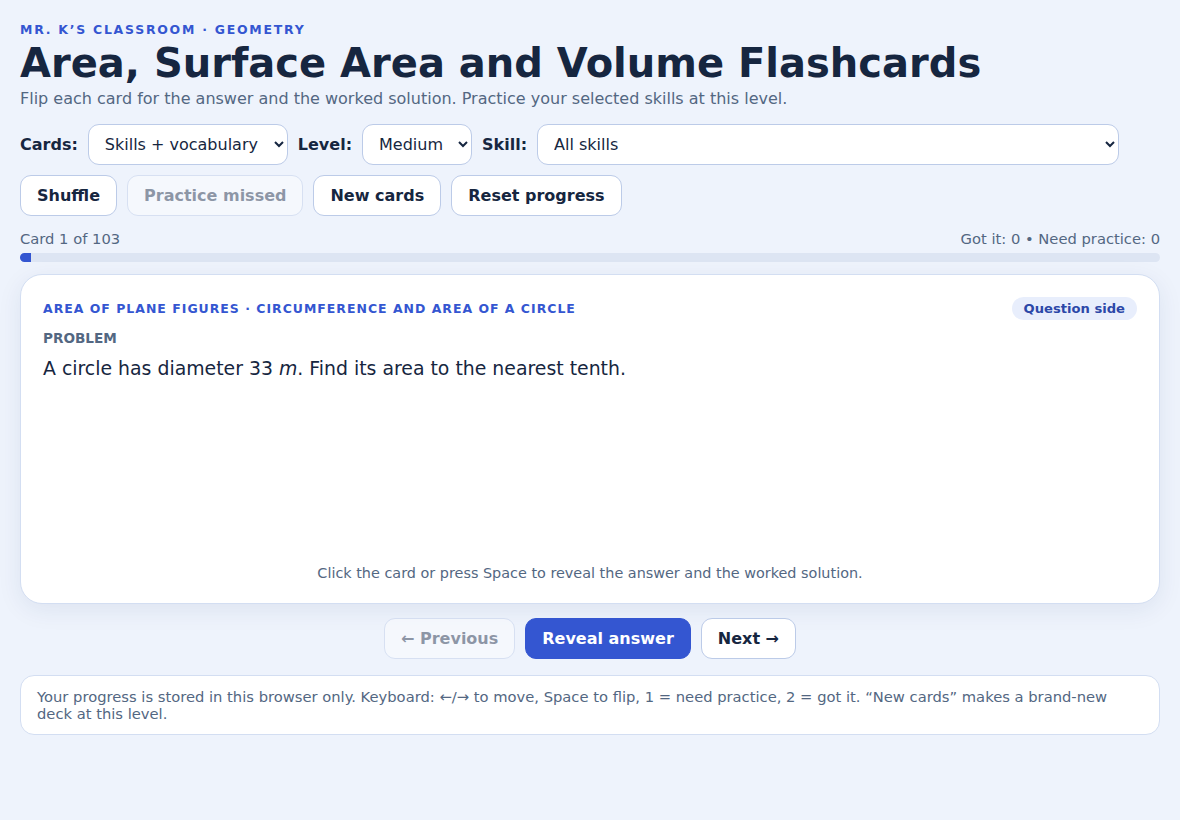 MR. K’S CLASSROOM · GEOMETRY
Area, Surface Area and Volume Flashcards
Flip each card for the answer and the worked solution. Practice your selected skills at this level.
Cards: Skills + vocabulary Level: Medium Skill: All skills
Shuffle Practice missed New cards Reset progress
Card 1 of 103 Got it: 0 • Need practice: 0
AREA OF PLANE FIGURES · CIRCUMFERENCE AND AREA OF A CIRCLE Question side
PROBLEM
A circle has diameter 33 m. Find its area to the nearest tenth.
Click the card or press Space to reveal the answer and the worked solution.
← Previous Reveal answer Next →
Your progress is stored in this browser only. Keyboard: ←/→ to move, Space to flip, 1 = need practice, 2 = got it. “New cards” makes a brand-new
deck at this level.